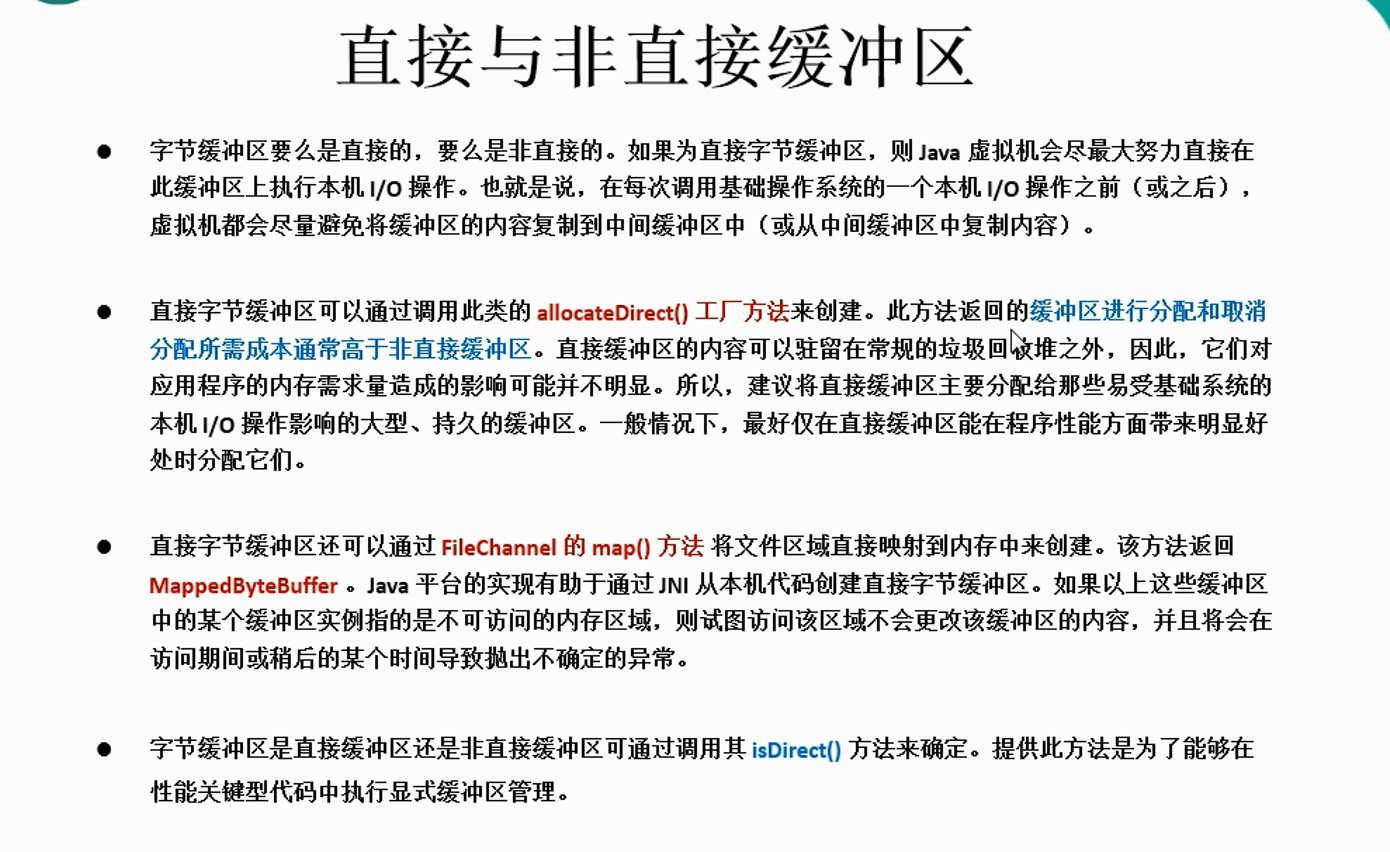 直接与非直接缓冲区
● 字节缓冲区要么是直接的，要么是非直接的。如果为直接字节缓冲区，则 Java 虚拟机会尽最大努力直接在
此缓冲区上执行本机 I/O 操作。也就是说，在每次调用基础操作系统的一个本机 I/O 操作之前（或之后），
虚拟机都会尽量避免将缓冲区的内容复制到中间缓冲区中（或从中间缓冲区中复制内容）。
● 直接字节缓冲区可以通过调用此类的 allocateDirect() 工厂方法来创建。此方法返回的缓冲区进行分配和取消
分配所需成本通常高于非直接缓冲区。直接缓冲区的内容可以驻留在常规的垃圾回收堆之外，因此，它们对
应用程序的内存需求量造成的影响可能并不明显。所以，建议将直接缓冲区主要分配给那些易受基础系统的
本机 I/O 操作影响的大型、持久的缓冲区。一般情况下，最好仅在直接缓冲区能在程序性能方面带来明显好
处时分配它们。
● 直接字节缓冲区还可以通过 FileChannel 的 map() 方法 将文件区域直接映射到内存中来创建。该方法返回
MappedByteBuffer 。Java 平台的实现有助于通过 JNI 从本机代码创建直接字节缓冲区。如果以上这些缓冲区
中的某个缓冲区实例指的是不可访问的内存区域，则试图访问该区域不会更改该缓冲区的内容，并且将会在
访问期间或稍后的某个时间导致抛出不确定的异常。
● 字节缓冲区是直接缓冲区还是非直接缓冲区可通过调用其 isDirect() 方法来确定。提供此方法是为了能够在
性能关键型代码中执行显式缓冲区管理。